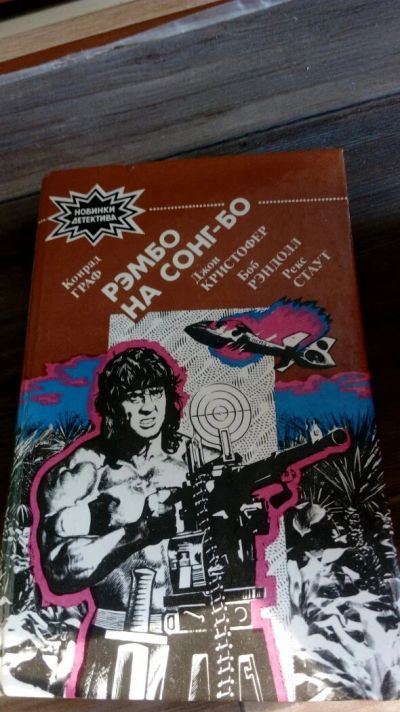 НОВИНКИ
ДЕТЕКТИВА
Конрад
ГРАФ
РЭМБО
НА СОНГ-БО
Джон
КРИСТОФЕР
Боб
РЭНДОЛЛ
Рекс
СТАУТ